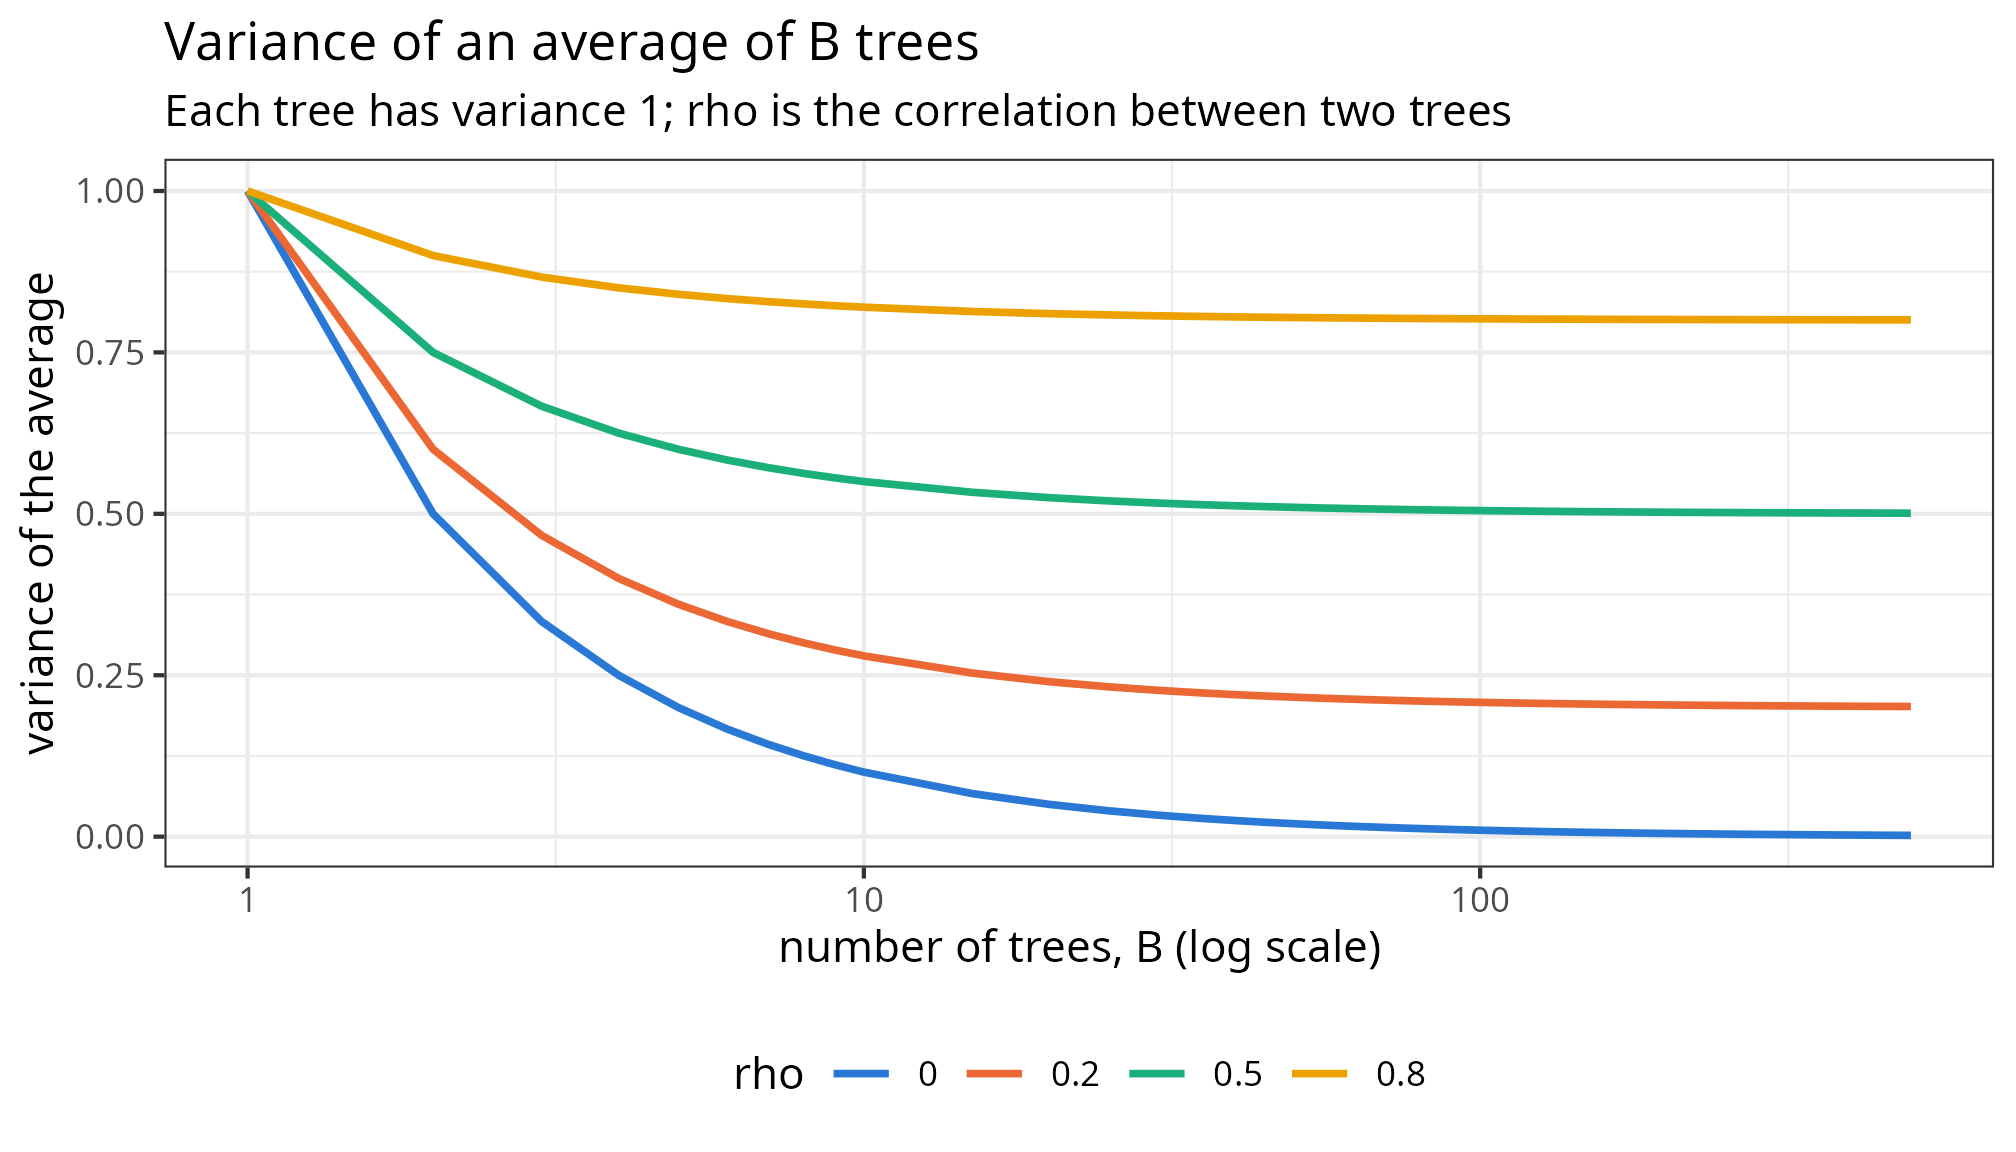 Variance of an average of B trees
Each tree has variance 1; rho is the correlation between two trees
variance of the average
1.00
0.75
0.50
0.25
0.00
1 10 100
number of trees, B (log scale)
rho 0 0.2 0.5 0.8